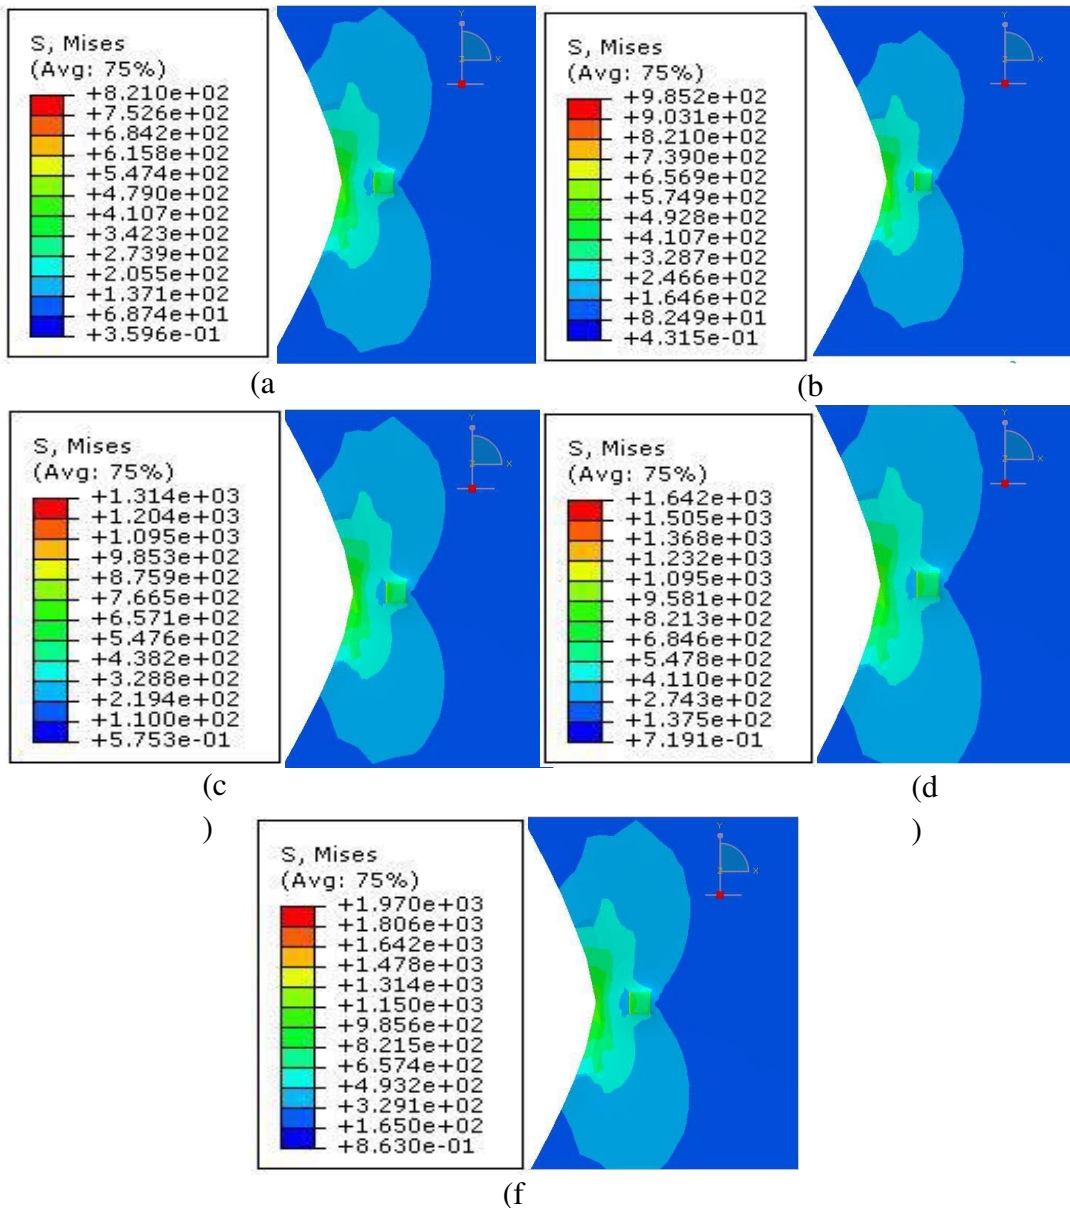 S, Mises
(Avg: 75%)
+8.210e+02
+7.526e+02
+6.842e+02
+6.158e+02
+5.474e+02
+4.790e+02
+4.107e+02
+3.423e+02
+2.739e+02
+2.055e+02
+1.371e+02
+6.874e+01
+3.596e-01
Y
Z
X
(a
S, Mises
(Avg: 75%)
+9.852e+02
+9.031e+02
+8.210e+02
+7.390e+02
+6.569e+02
+5.749e+02
+4.928e+02
+4.107e+02
+3.287e+02
+2.466e+02
+1.646e+02
+8.249e+01
+4.315e-01
Y
Z
X
(b
S, Mises
(Avg: 75%)
+1.314e+03
+1.204e+03
+1.095e+03
+9.853e+02
+8.759e+02
+7.665e+02
+6.571e+02
+5.476e+02
+4.382e+02
+3.288e+02
+2.194e+02
+1.100e+02
+5.753e-01
Y
Z
X
(c
)
S, Mises
(Avg: 75%)
+1.642e+03
+1.505e+03
+1.368e+03
+1.232e+03
+1.095e+03
+9.581e+02
+8.213e+02
+6.846e+02
+5.478e+02
+4.110e+02
+2.743e+02
+1.375e+02
+7.191e-01
Y
Z
X
(d
)
S, Mises
(Avg: 75%)
+1.970e+03
+1.806e+03
+1.642e+03
+1.478e+03
+1.314e+03
+1.150e+03
+9.856e+02
+8.215e+02
+6.574e+02
+4.932e+02
+3.291e+02
+1.650e+02
+8.630e-01
Y
Z
X
(f